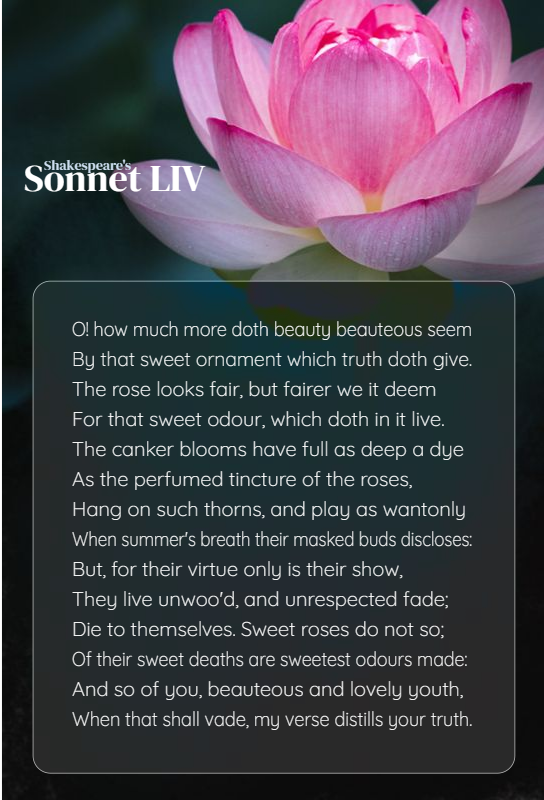 Shakespeare's
Sonnet LIV
O! how much more doth beauty beauteous seem
By that sweet ornament which truth doth give.
The rose looks fair, but fairer we it deem
For that sweet odour, which doth in it live.
The canker blooms have full as deep a dye
As the perfumed tincture of the roses,
Hang on such thorns, and play as wantonly
When summer's breath their masked buds discloses:
But, for their virtue only is their show,
They live unwoo'd, and unrespected fade;
Die to themselves. Sweet roses do not so;
Of their sweet deaths are sweetest odours made:
And so of you, beauteous and lovely youth,
When that shall vade, my verse distills your truth.